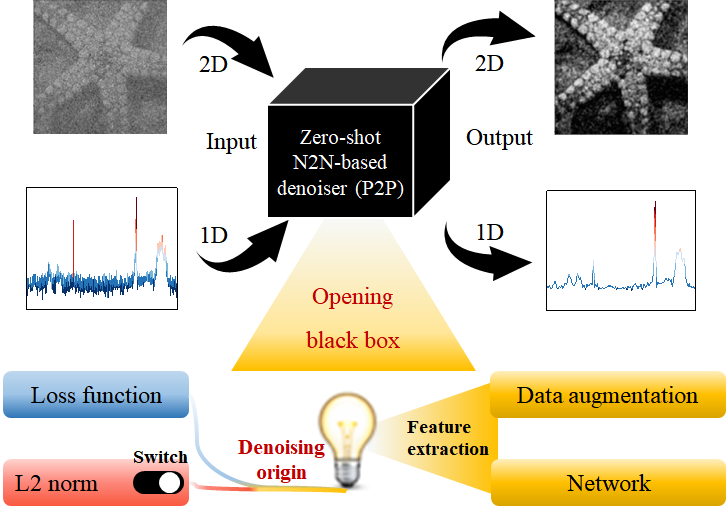 2D
2D
Input
Zero-shot
N2N-based
denoiser (P2P)
Output
1D
1D
Opening
black box
Loss function
Data augmentation
Feature
extraction
Switch
Denoising
origin
L2 norm
Network